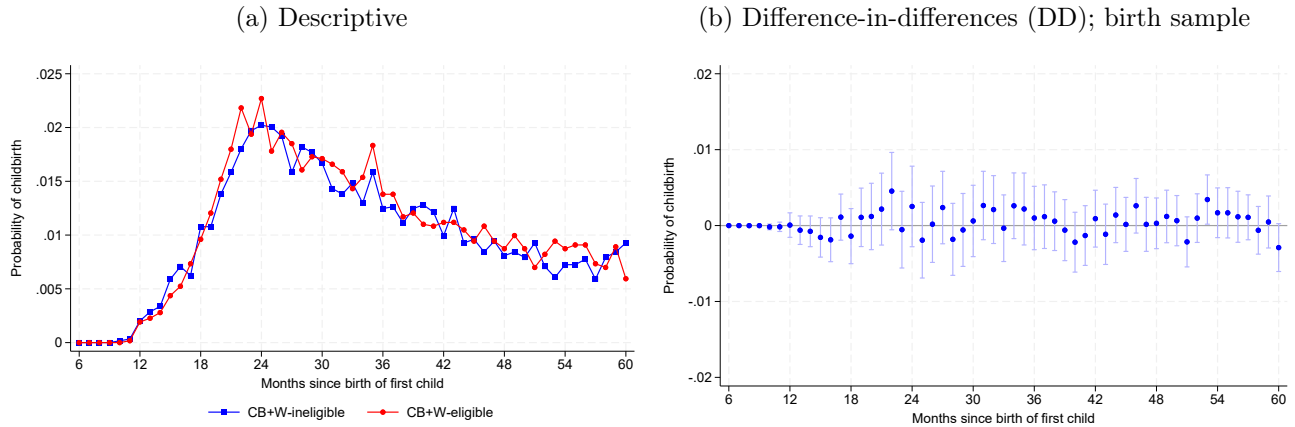 (a) Descriptive
(b) Difference-in-differences (DD); birth sample
Probability of childbirth
.025
.02
.015
.01
.005
0
6 12 18 24 30 36 42 48 54 60
Months since birth of first child
CB+W-ineligible CB+W-eligible
Probability of childbirth
.02
.01
0
-.01
-.02
6 12 18 24 30 36 42 48 54 60
Months since birth of first child